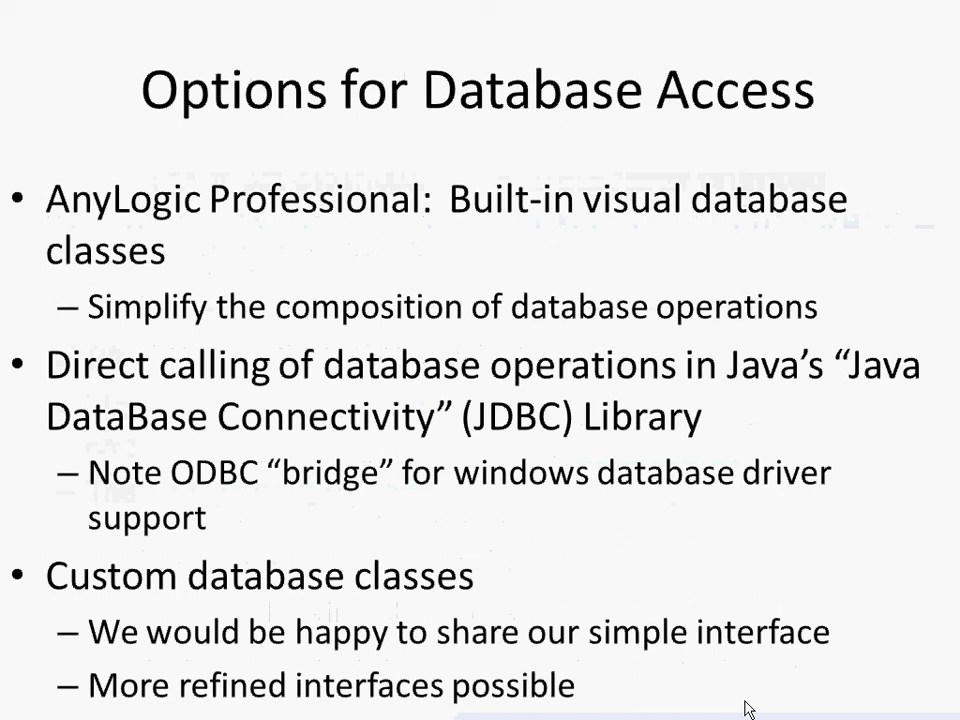 Options for Database Access
• AnyLogic Professional: Built-in visual database
classes
– Simplify the composition of database operations
• Direct calling of database operations in Java’s “Java
DataBase Connectivity” (JDBC) Library
– Note ODBC “bridge” for windows database driver
support
• Custom database classes
– We would be happy to share our simple interface
– More refined interfaces possible